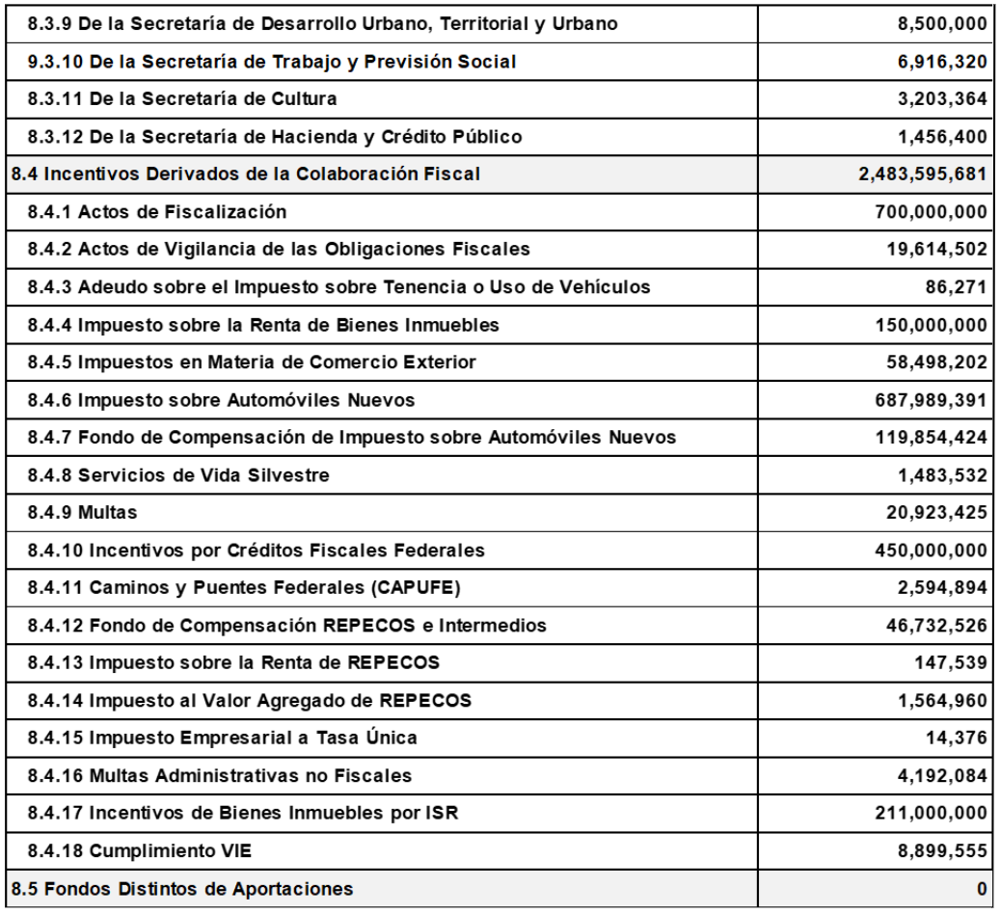 8.3.9 De la Secretaría de Desarrollo Urbano, Territorial y Urbano 8,500,000
9.3.10 De la Secretaría de Trabajo y Previsión Social 6,916,320
8.3.11 De la Secretaría de Cultura 3,203,364
8.3.12 De la Secretaría de Hacienda y Crédito Público 1,456,400
8.4 Incentivos Derivados de la Colaboración Fiscal 2,483,595,681
8.4.1 Actos de Fiscalización 700,000,000
8.4.2 Actos de Vigilancia de las Obligaciones Fiscales 19,614,502
8.4.3 Adeudo sobre el Impuesto sobre Tenencia o Uso de Vehículos 86,271
8.4.4 Impuesto sobre la Renta de Bienes Inmuebles 150,000,000
8.4.5 Impuestos en Materia de Comercio Exterior 58,498,202
8.4.6 Impuesto sobre Automóviles Nuevos 687,989,391
8.4.7 Fondo de Compensación de Impuesto sobre Automóviles Nuevos 119,854,424
8.4.8 Servicios de Vida Silvestre 1,483,532
8.4.9 Multas 20,923,425
8.4.10 Incentivos por Créditos Fiscales Federales 450,000,000
8.4.11 Caminos y Puentes Federales (CAPUFE) 2,594,894
8.4.12 Fondo de Compensación REPECOS e Intermedios 46,732,526
8.4.13 Impuesto sobre la Renta de REPECOS 147,539
8.4.14 Impuesto al Valor Agregado de REPECOS 1,564,960
8.4.15 Impuesto Empresarial a Tasa Única 14,376
8.4.16 Multas Administrativas no Fiscales 4,192,084
8.4.17 Incentivos de Bienes Inmuebles por ISR 211,000,000
8.4.18 Cumplimiento VIE 8,899,555
8.5 Fondos Distintos de Aportaciones 0